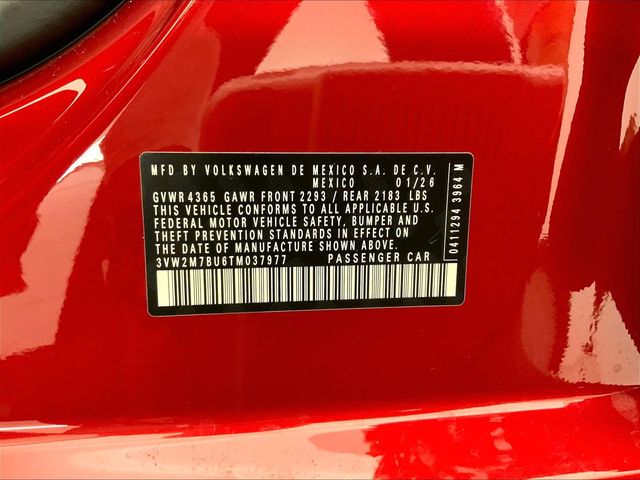 MFD BY VOLKSWAGEN DE MEXICO S.A. DE C.V.
MEXICO 01/26
GVWR 4365 GAWR FRONT 2293 / REAR 2183 LBS
THIS VEHICLE CONFORMS TO ALL APPLICABLE U.S.
FEDERAL MOTOR VEHICLE SAFETY, BUMPER AND
THEFT PREVENTION STANDARDS IN EFFECT ON
THE DATE OF MANUFACTURE SHOWN ABOVE.
3VW2M7BU6TM037977 PASSENGER CAR
0411294 3964 M